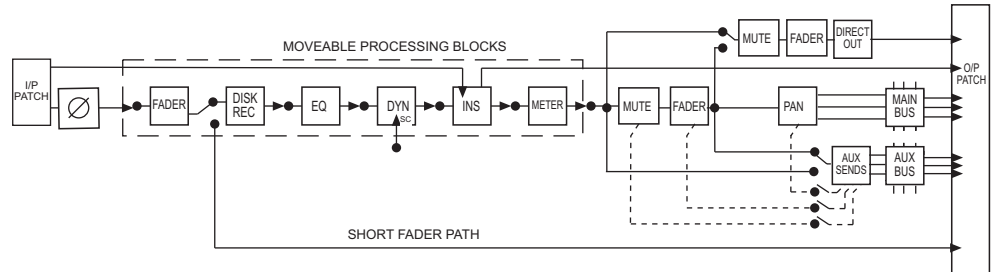 MOVEABLE PROCESSING BLOCKS
I/P
PATCH
FADER
DISK
REC
EQ
DYN
SC
INS
METER
MUTE
FADER
DIRECT
OUT
MUTE
FADER
PAN
MAIN
BUS
AUX
SENDS
AUX
BUS
O/P
PATCH
SHORT FADER PATH